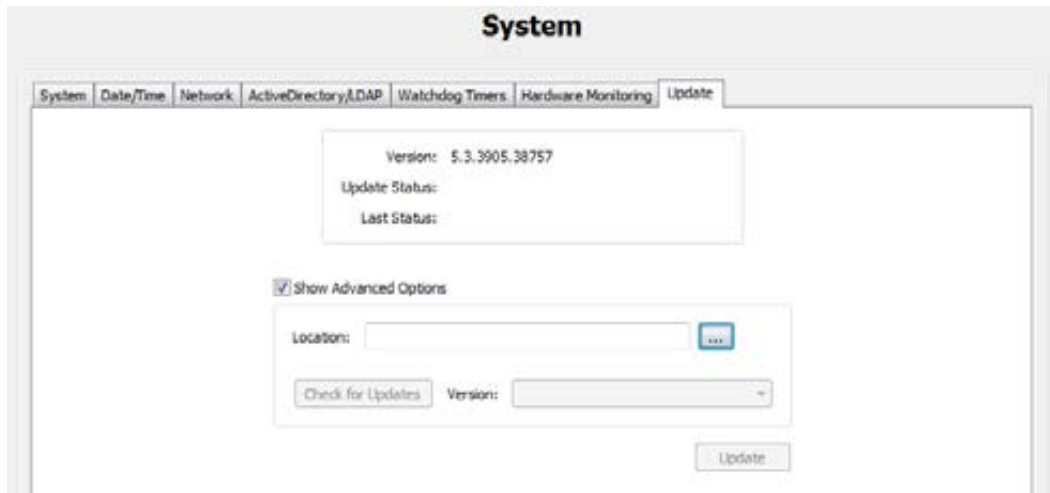 System
System Date/Time Network ActiveDirectory/LDAP Watchdog Timers Hardware Monitoring Update
Version: 5.3.3905.38757
Update Status:
Last Status:
Show Advanced Options
Location: ...
Check for Updates Version:
Update